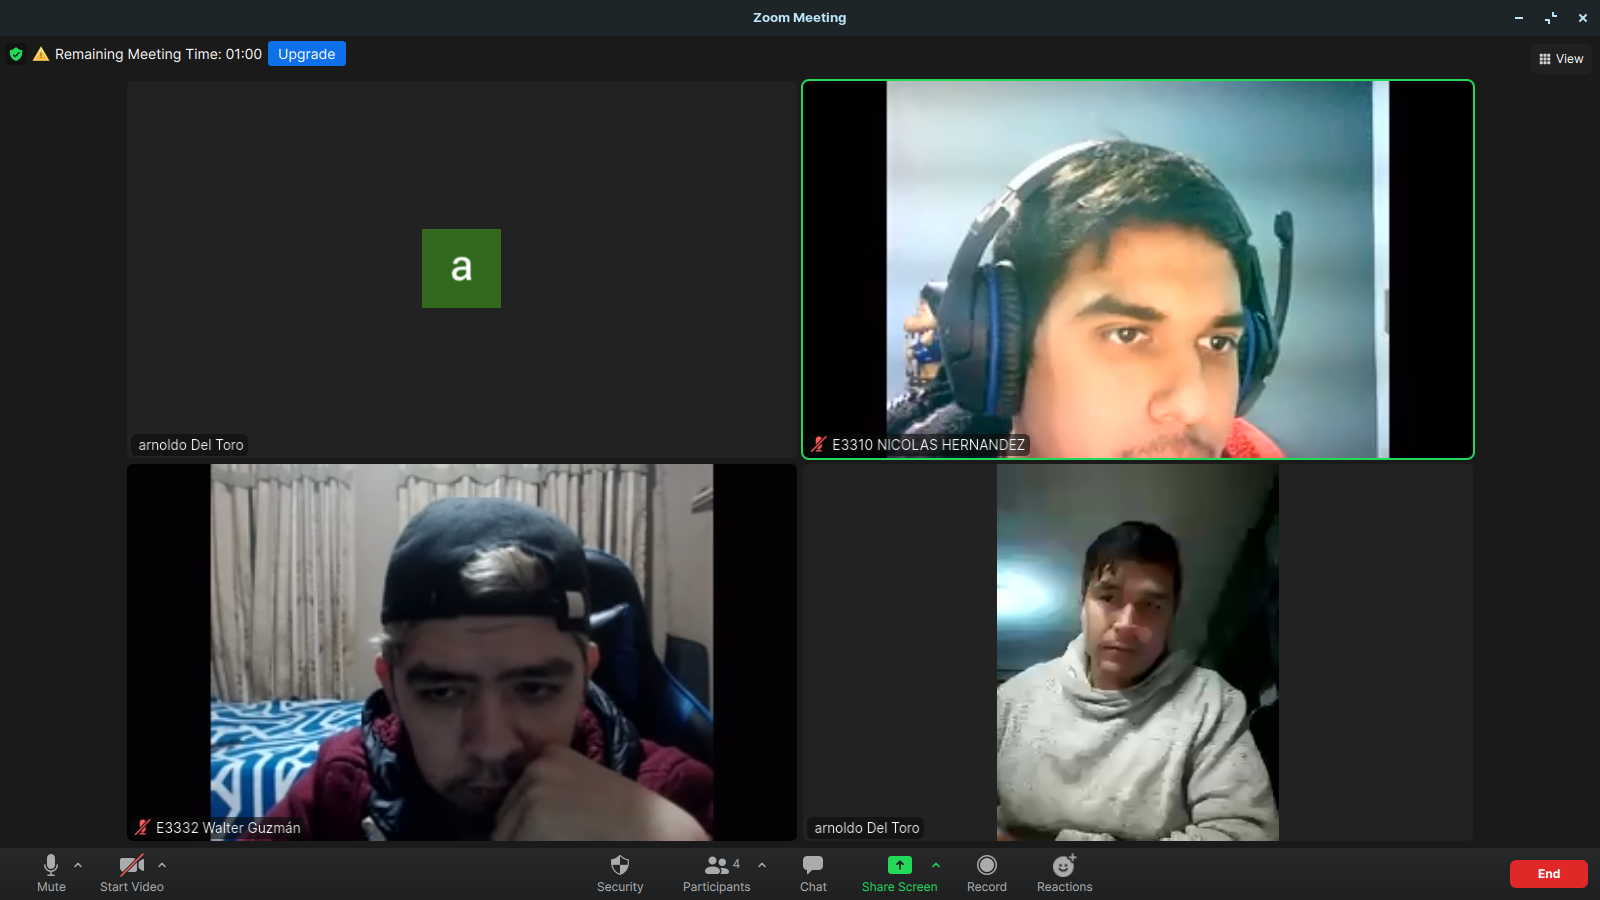 Zoom Meeting
Remaining Meeting Time: 01:00 Upgrade
View
a
arnoldo Del Toro
E3310 NICOLAS HERNANDEZ
E3332 Walter Guzmán
arnoldo Del Toro
Mute Start Video Security Participants 4 Chat Share Screen Record Reactions End